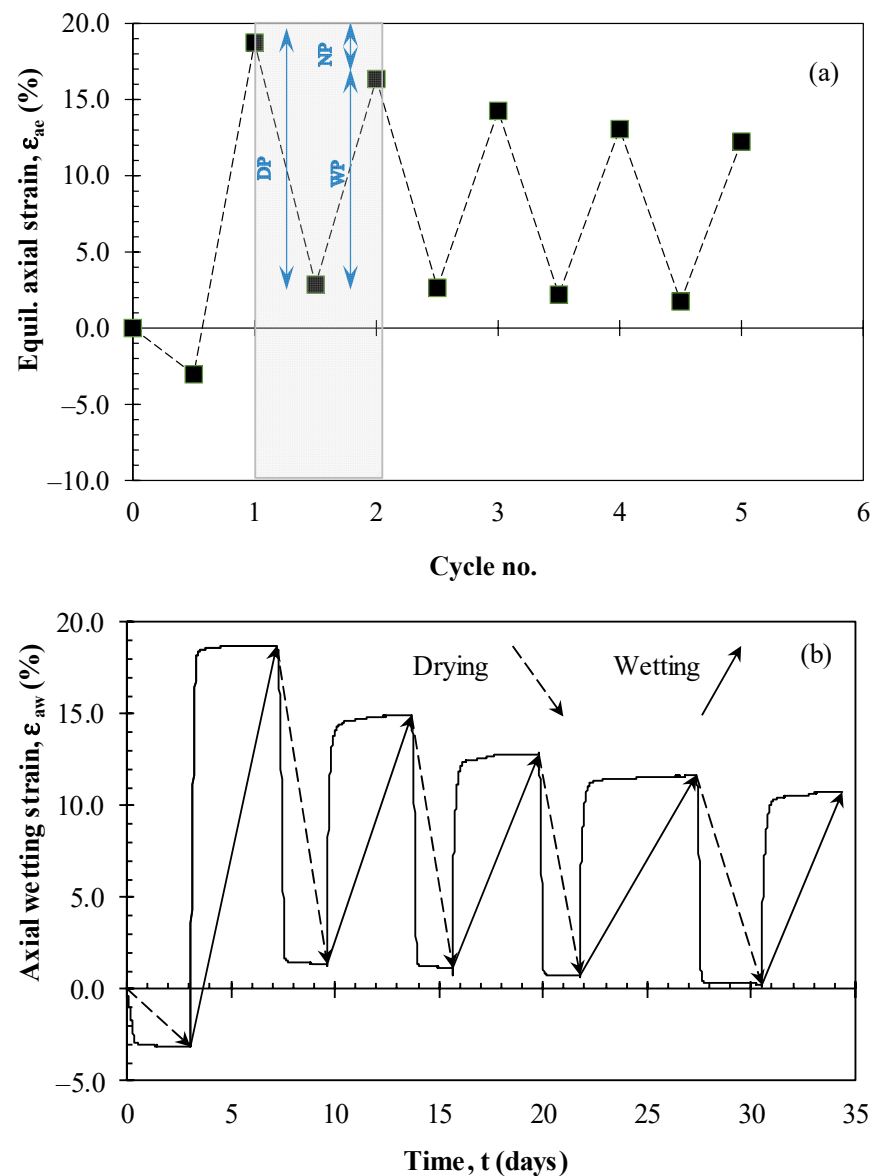 20.0
15.0
10.0
5.0
0.0
–5.0
–10.0
Equil. axial strain, εae (%)
DP
NP
WP
(a)
0 1 2 3 4 5 6
Cycle no.
20.0
15.0
10.0
5.0
0.0
–5.0
Axial wetting strain, εaw (%)
Drying
Wetting
(b)
0 5 10 15 20 25 30 35
Time, t (days)